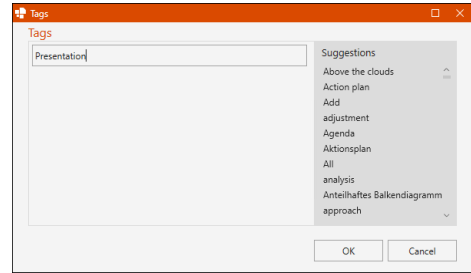 Tags
Tags
Presentation
Suggestions
Above the clouds
Action plan
Add
adjustment
Agenda
Aktionsplan
All
analysis
Anteilhaftes Balkendiagramm
approach
OK
Cancel